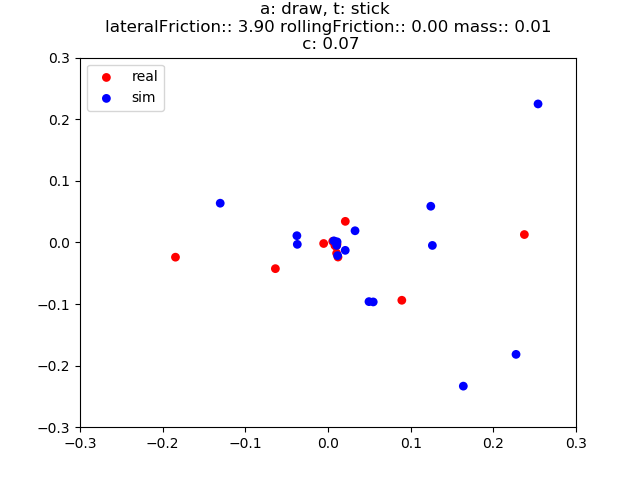 a: draw, t: stick
lateralFriction:: 3.90 rollingFriction:: 0.00 mass:: 0.01
c: 0.07
real
sim
0.3
0.2
0.1
0.0
−0.1
−0.2
−0.3
−0.3
−0.2
−0.1
0.0
0.1
0.2
0.3